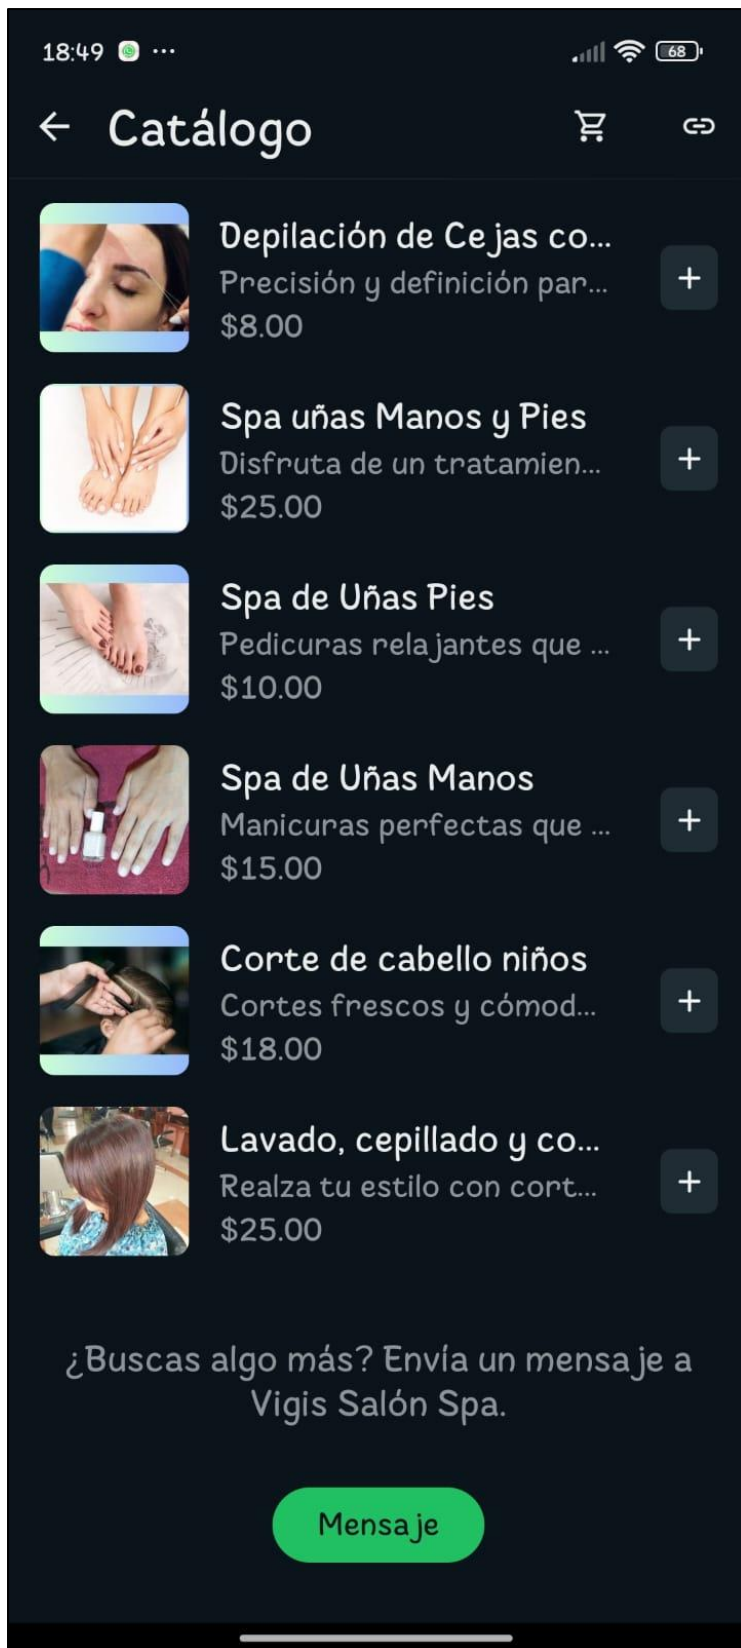 18:49 ...
68
Catálogo
Depilación de Cejas co...
Precisión y definición par...
$8.00
Spa uñas Manos y Pies
Disfruta de un tratamien...
$25.00
Spa de Uñas Pies
Pedicuras relajantes que ...
$10.00
Spa de Uñas Manos
Manicuras perfectas que ...
$15.00
Corte de cabello niños
Cortes frescos y cómod...
$18.00
Lavado, cepillado y co...
Realza tu estilo con cort...
$25.00
¿Buscas algo más? Envía un mensaje a
Vigis Salón Spa.
Mensaje